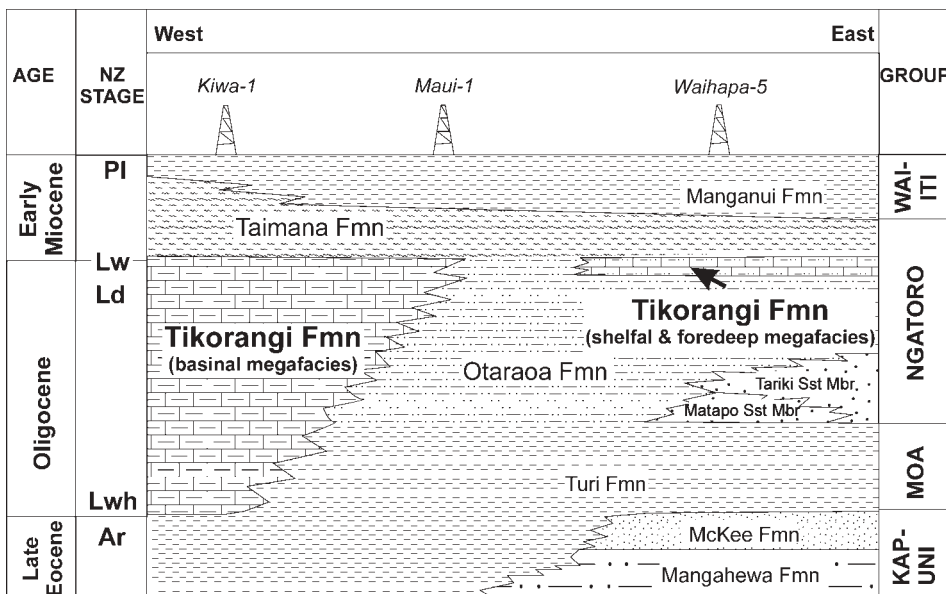 West
East
AGE
NZ
STAGE
GROUP
Kiwa-1
Maui-1
Waihapa-5
Early
Miocene
Pl
Manganui Fmn
WAI-
ITI
Taimana Fmn
Lw
Ld
Oligocene
Tikorangi Fmn
(basinal megafacies)
Tikorangi Fmn
(shelfal & foredeep megafacies)
NGATORO
Otaraoa Fmn
Tariki Sst Mbr
Matapo Sst Mbr
Turi Fmn
MOA
Lwh
Late
Eocene
Ar
McKee Fmn
Mangahewa Fmn
KAP-
UNI